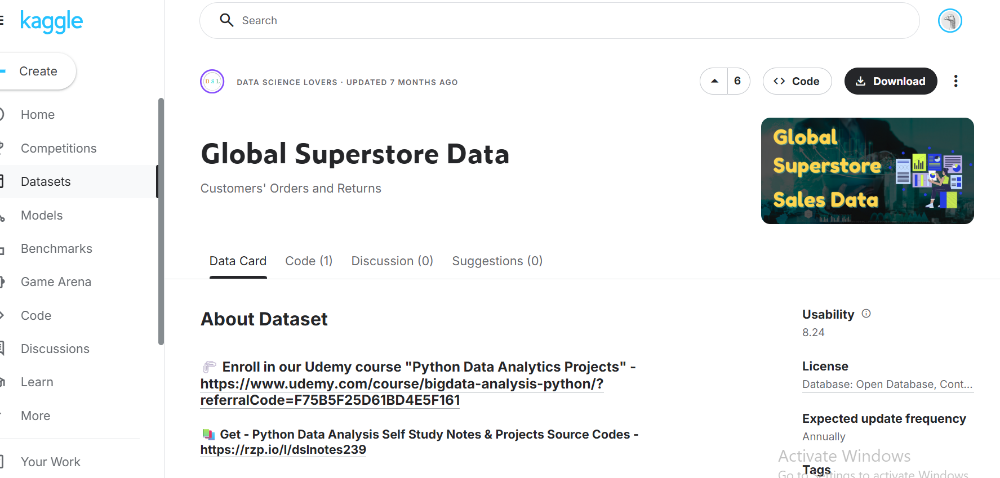 kaggle
Search
Create
Home
Competitions
Datasets
Models
Benchmarks
Game Arena
Code
Discussions
Learn
More
Your Work
DSL
DATA SCIENCE LOVERS · UPDATED 7 MONTHS AGO
6
<> Code
Download
Global Superstore Data
Customers' Orders and Returns
Global
Superstore
Sales Data
Data Card
Code (1)
Discussion (0)
Suggestions (0)
About Dataset
Enroll in our Udemy course "Python Data Analytics Projects" -
https://www.udemy.com/course/bigdata-analysis-python/?
referralCode=F75B5F25D61BD4E5F161
Get - Python Data Analysis Self Study Notes & Projects Source Codes -
https://rzp.io/l/dslnotes239
Usability
8.24
License
Database: Open Database, Cont...
Expected update frequency
Annually
Tags
Activate Windows
Go to Settings to activate Windows.